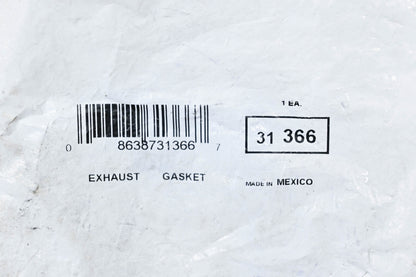 1 EA.
31 366
0 8638731366 7
EXHAUST GASKET
MADE IN MEXICO